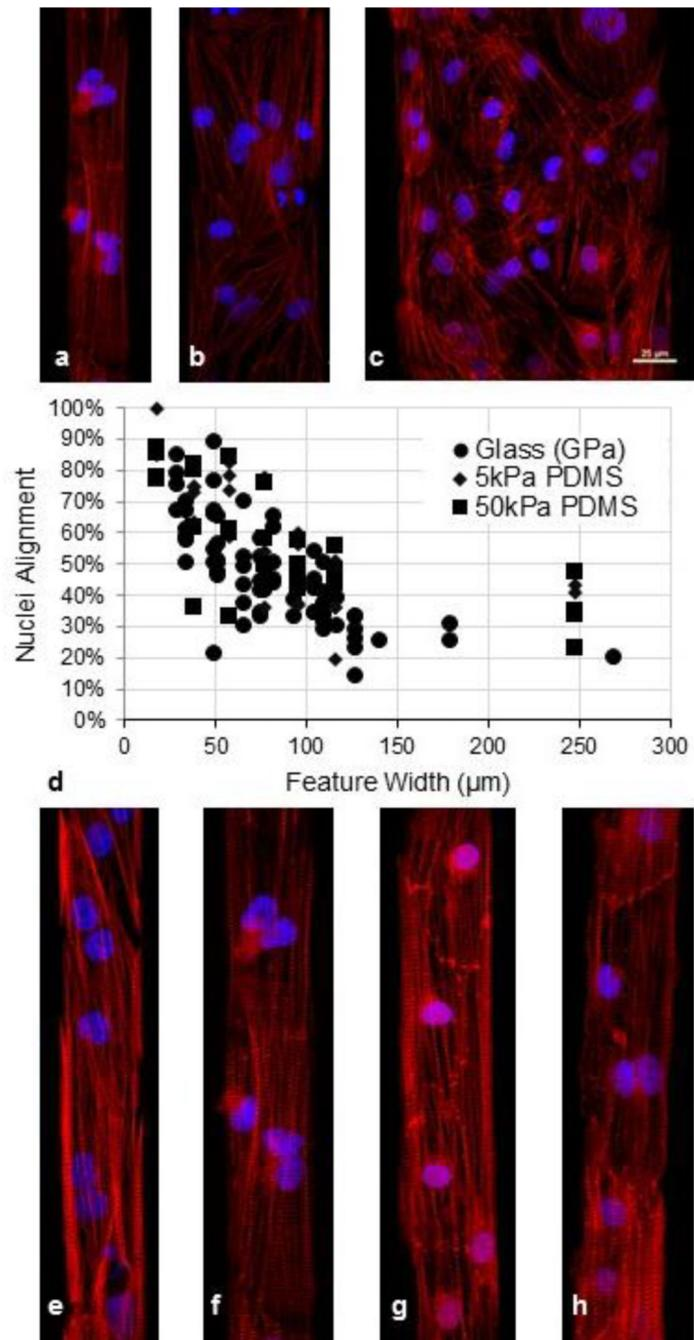 a
b
c
25 µm
100%
90%
80%
70%
60%
50%
40%
30%
20%
10%
0%
Nuclei Alignment
Glass (GPa)
5kPa PDMS
50kPa PDMS
0 50 100 150 200 250 300
d
Feature Width (µm)
e
f
g
h